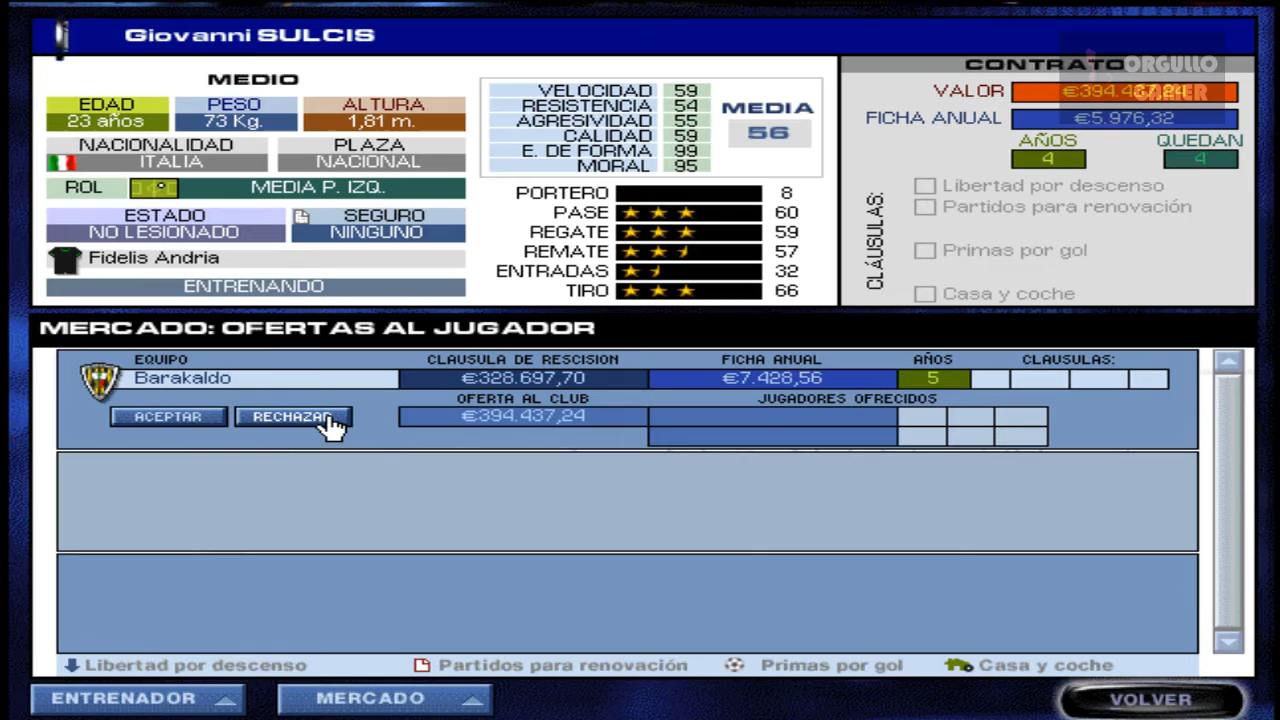 Giovanni SULCIS
MEDIO
EDAD
23 años
PESO
73 Kg.
ALTURA
1,81 m.
NACIONALIDAD
ITALIA
PLAZA
NACIONAL
ROL
MEDIA P. IZQ.
ESTADO
NO LESIONADO
SEGURO
NINGUNO
Fidelis Andria
ENTRENANDO
VELOCIDAD 59
RESISTENCIA 54
AGRESIVIDAD 55
CALIDAD 59
E. DE FORMA 99
MORAL 95
MEDIA
56
PORTERO 8
PASE 60
REGATE 59
REMATE 57
ENTRADAS 32
TIRO 66
CONTRATO
ORGULLO
GAMER
VALOR €394.437,24
FICHA ANUAL €5.976,32
AÑOS
4
QUEDAN
4
CLÁUSULAS:
Libertad por descenso
Partidos para renovación
Primas por gol
Casa y coche
MERCADO: OFERTAS AL JUGADOR
EQUIPO CLAUSULA DE RESCISION FICHA ANUAL AÑOS CLAUSULAS:
Barakaldo €328.697,70 €7.428,56 5
OFERTA AL CLUB JUGADORES OFRECIDOS
ACEPTAR RECHAZAR €394.437,24
Libertad por descenso Partidos para renovación Primas por gol Casa y coche
ENTRENADOR MERCADO VOLVER